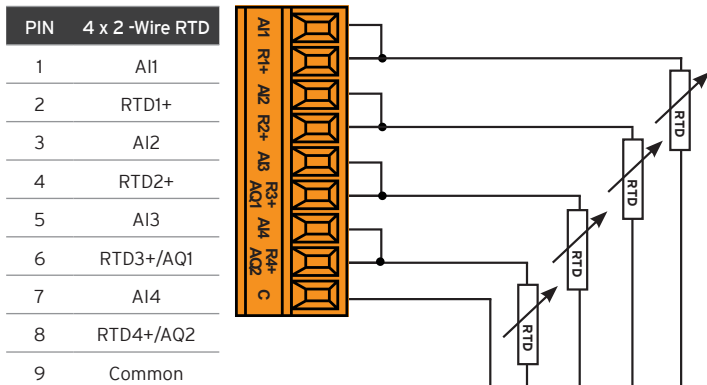 PIN 4 x 2 -Wire RTD
1 AI1
2 RTD1+
3 AI2
4 RTD2+
5 AI3
6 RTD3+/AQ1
7 AI4
8 RTD4+/AQ2
9 Common
AI1
R1+
AI2
R2+
AI3
R3+
AQ1
AI4
R4+
AQ2
C
RTD
RTD
RTD
RTD